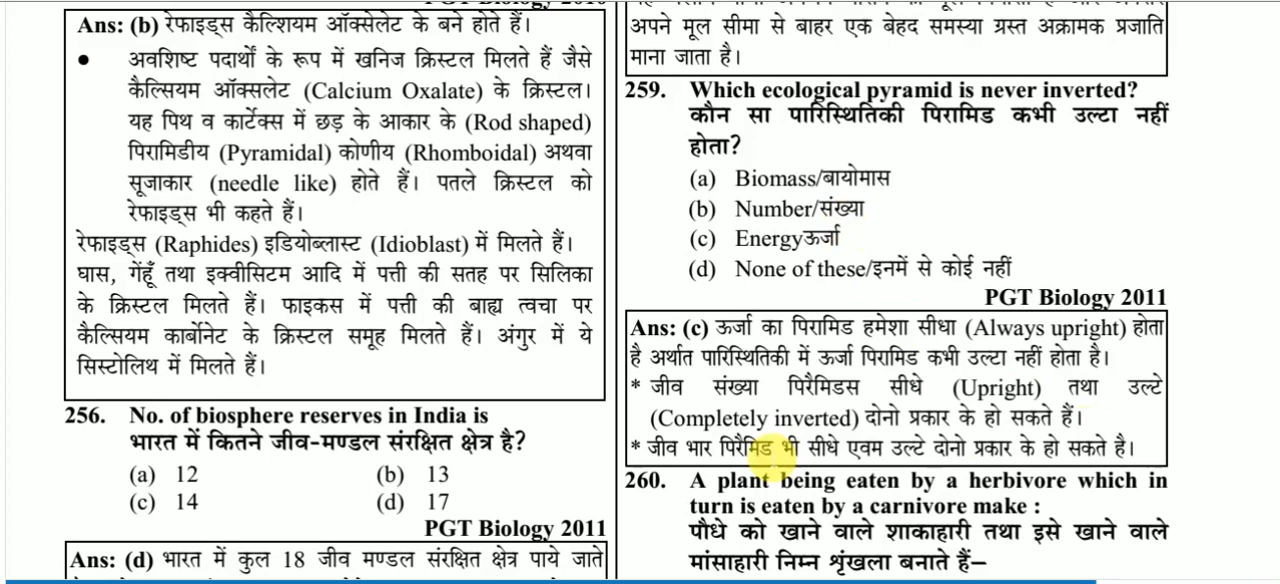 Ans: (b) रेफाइड्स कैल्शियम ऑक्सेलेट के बने होते हैं।
● अवशिष्ट पदार्थों के रूप में खनिज क्रिस्टल मिलते हैं जैसे
कैल्सियम ऑक्सलेट (Calcium Oxalate) के क्रिस्टल।
यह पिथ व कार्टेक्स में छड़ के आकार के (Rod shaped)
पिरामिडीय (Pyramidal) कोणीय (Rhomboidal) अथवा
सूजाकार (needle like) होते हैं। पतले क्रिस्टल को
रेफाइड्स भी कहते हैं।
रेफाइड्स (Raphides) इडियोब्लास्ट (Idioblast) में मिलते हैं।
घास, गेंहूँ तथा इक्वीसिटम आदि में पत्ती की सतह पर सिलिका
के क्रिस्टल मिलते हैं। फाइकस में पत्ती की बाह्य त्वचा पर
कैल्सियम कार्बोनेट के क्रिस्टल समूह मिलते हैं। अंगुर में ये
सिस्टोलिथ में मिलते हैं।
256. No. of biosphere reserves in India is
भारत में कितने जीव-मण्डल संरक्षित क्षेत्र है?
(a) 12 (b) 13
(c) 14 (d) 17
PGT Biology 2011
Ans: (d) भारत में कुल 18 जीव मण्डल संरक्षित क्षेत्र पाये जाते
अपने मूल सीमा से बाहर एक बेहद समस्या ग्रस्त अक्रामक प्रजाति
माना जाता है।
259. Which ecological pyramid is never inverted?
कौन सा पारिस्थितिकी पिरामिड कभी उल्टा नहीं
होता?
(a) Biomass/बायोमास
(b) Number/संख्या
(c) Energyऊर्जा
(d) None of these/इनमें से कोई नहीं
PGT Biology 2011
Ans: (c) ऊर्जा का पिरामिड हमेशा सीधा (Always upright) होता
है अर्थात पारिस्थितिकी में ऊर्जा पिरामिड कभी उल्टा नहीं होता है।
* जीव संख्या पिरैमिडस सीधे (Upright) तथा उल्टे
(Completely inverted) दोनो प्रकार के हो सकते हैं।
* जीव भार पिरैमिड भी सीधे एवम उल्टे दोनो प्रकार के हो सकते है।
260. A plant being eaten by a herbivore which in
turn is eaten by a carnivore make :
पौधे को खाने वाले शाकाहारी तथा इसे खाने वाले
मांसाहारी निम्न शृंखला बनाते हैं–